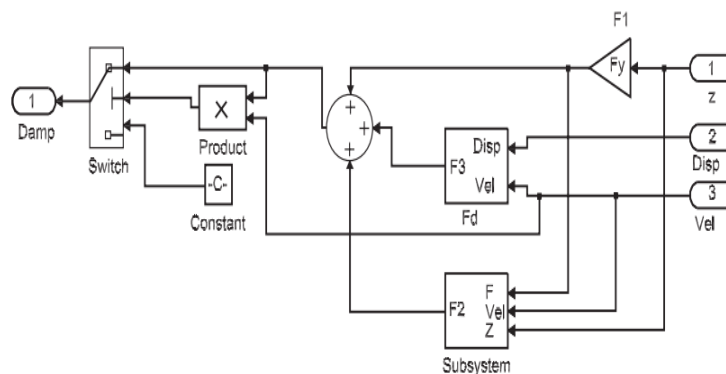 F1
Fy
1
z
1
Damp
Switch
X
Product
-C-
Constant
+
+
+
F3
Disp
Vel
Fd
2
Disp
3
Vel
F2
F
Vel
Z
Subsystem